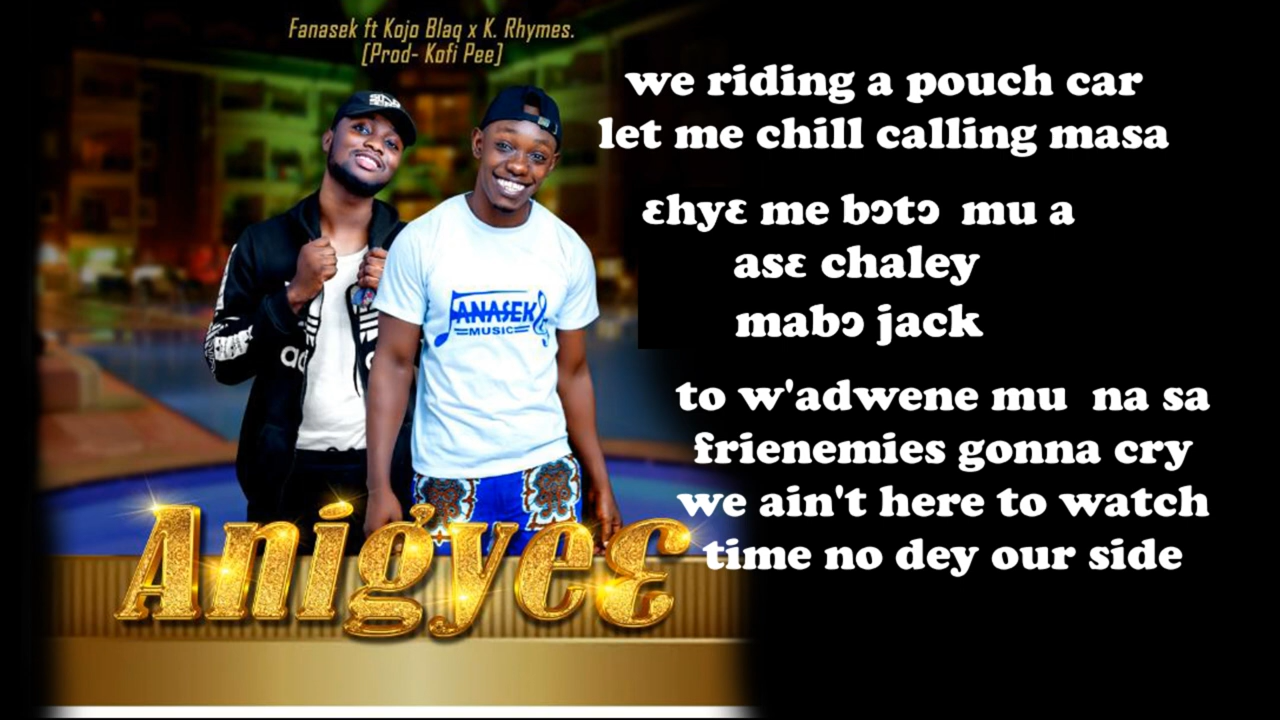 Fanasek ft Kojo Blaq x K. Rhymes.
[Prod- Kofi Pee]
we riding a pouch car
let me chill calling masa
ɛhyɛ me bɔtɔ mu a
asɛ chaley
mabɔ jack
to w'adwene mu na sa
frienemies gonna cry
we ain't here to watch
time no dey our side
FANASEK
MUSIC
Anigyeɛ